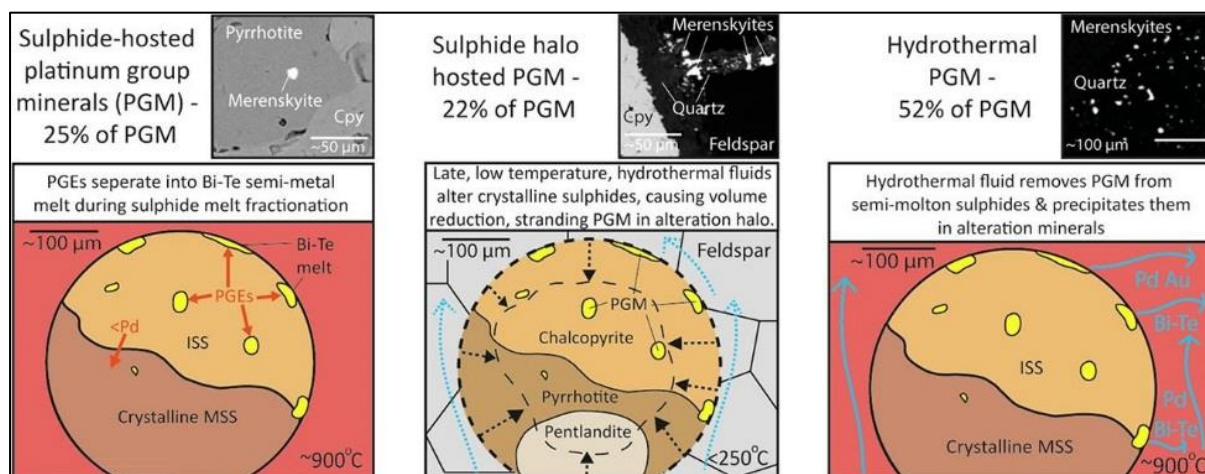 Sulphide-hosted
platinum group
minerals (PGM) -
25% of PGM
Pyrrhotite
Merenskyite
Cpy
~50 µm
PGEs seperate into Bi-Te semi-metal
melt during sulphide melt fractionation.
~100 µm
Bi-Te
melt
PGEs
<Pd
ISS
Crystalline MSS
~900°C
Sulphide halo
hosted PGM -
22% of PGM
Merenskyites
Quartz
Cpy
~50 µm
Feldspar
Late, low temperature, hydrothermal fluids
alter crystalline sulphides, causing volume
reduction, stranding PGM in alteration halo.
~100 µm
Feldspar
PGM
Chalcopyrite
Pyrrhotite
Pentlandite
<250°C
Hydrothermal
PGM -
52% of PGM
Merenskyites
Quartz
~100 µm
Hydrothermal fluid removes PGM from
semi-molton sulphides & precipitates them
in alteration minerals
~100 µm
Pd Au
Bi-Te
ISS
Pd
Bi-Te
Crystalline MSS
~900°C